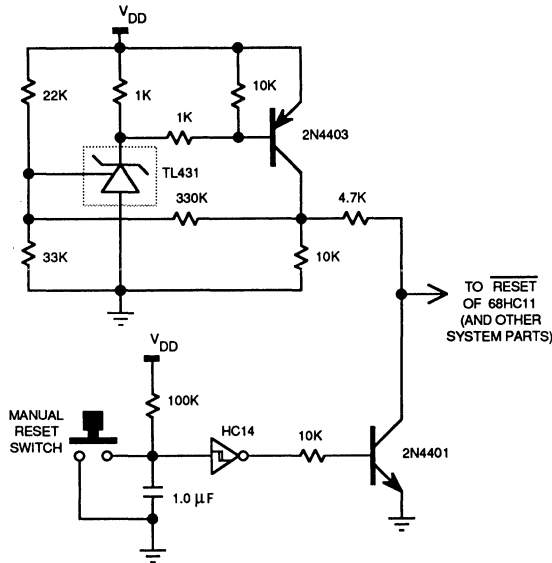 VDD
22K
1K
10K
1K
2N4403
TL431
330K
4.7K
33K
10K
TO RESET
OF 68HC11
(AND OTHER
SYSTEM PARTS)
VDD
100K
MANUAL
RESET
SWITCH
HC14
10K
2N4401
1.0 µF